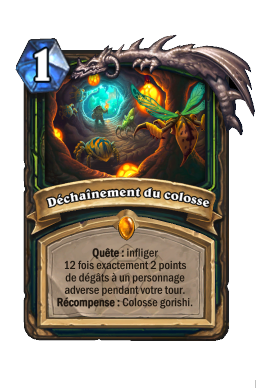 1
Déchaînement du colosse
Quête : infliger
12 fois exactement 2 points
de dégâts à un personnage
adverse pendant votre tour.
Récompense : Colosse gorishi.